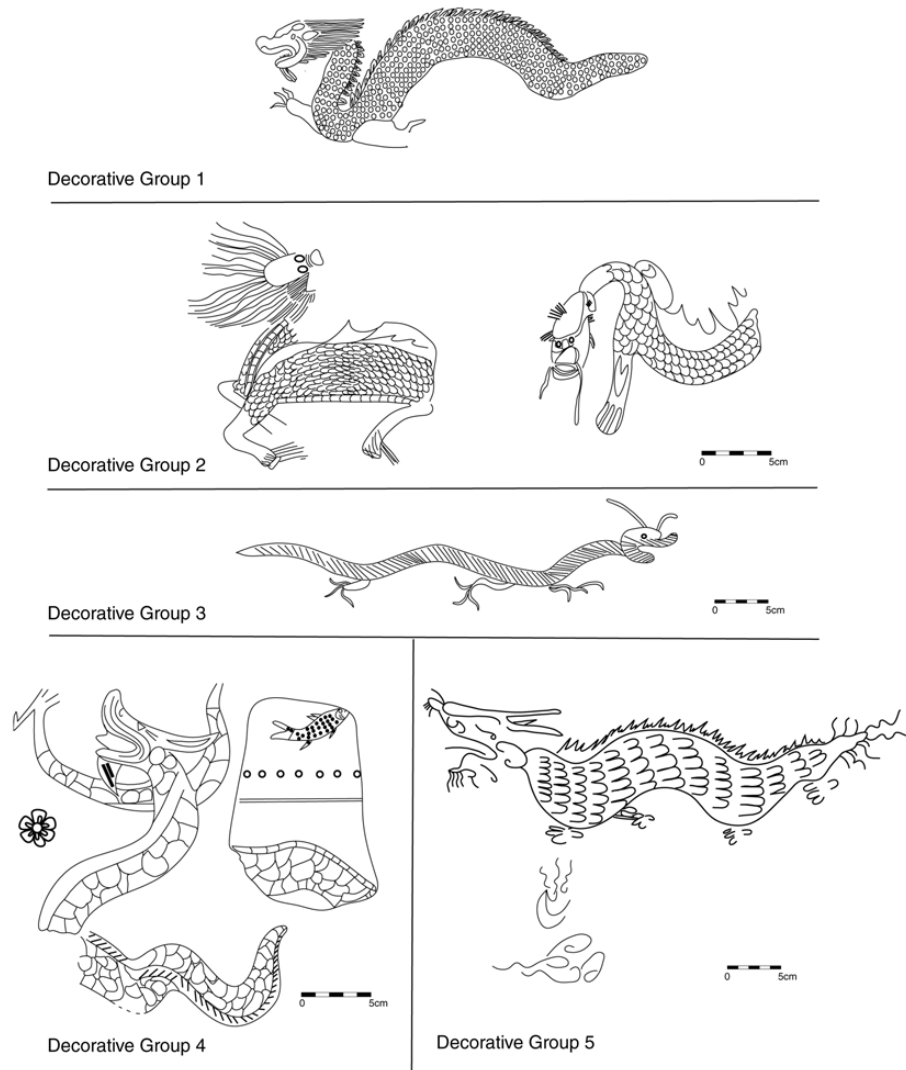 Decorative Group 1
Decorative Group 2
0 5cm
Decorative Group 3
0 5cm
Decorative Group 4
0 5cm
Decorative Group 5
0 5cm